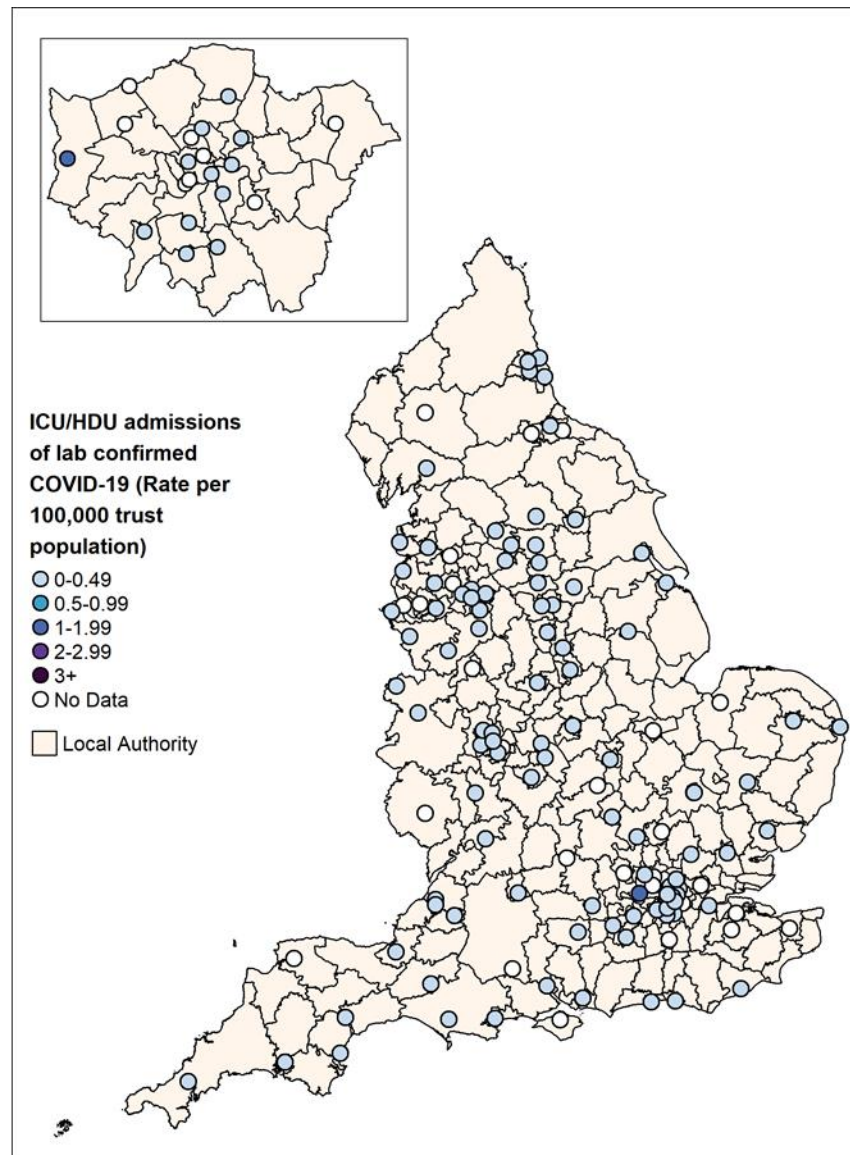 ICU/HDU admissions
of lab confirmed
COVID-19 (Rate per
100,000 trust
population)
0-0.49
0.5-0.99
1-1.99
2-2.99
3+
No Data
Local Authority